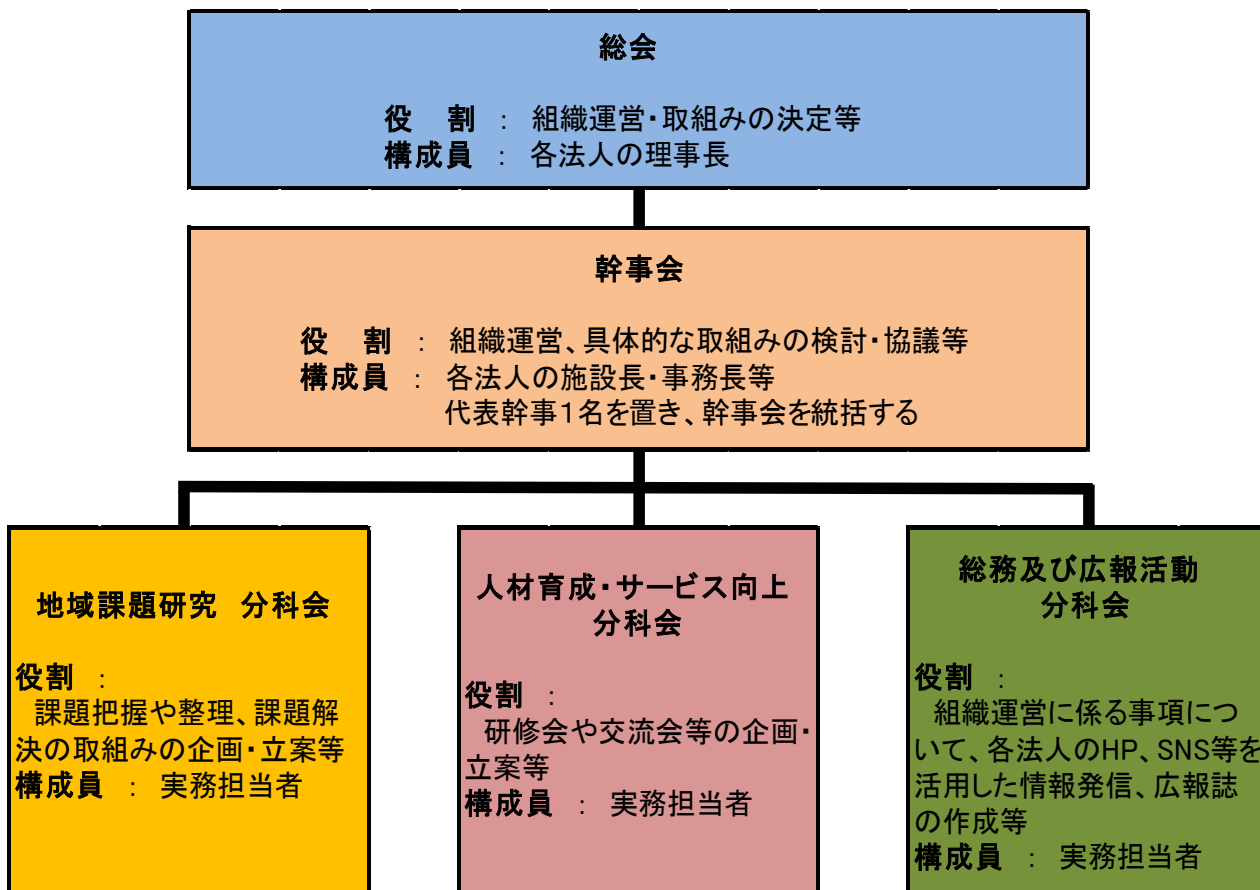 総会
役　割 ： 組織運営・取組みの決定等
構成員 ： 各法人の理事長
幹事会
役　割 ： 組織運営、具体的な取組みの検討・協議等
構成員 ： 各法人の施設長・事務長等
代表幹事１名を置き、幹事会を統括する
地域課題研究　分科会
役割 ：
課題把握や整理、課題解
決の取組みの企画・立案等
構成員 ： 実務担当者
人材育成・サービス向上
分科会
役割 ：
研修会や交流会等の企画・
立案等
構成員 ： 実務担当者
総務及び広報活動
分科会
役割 ：
組織運営に係る事項につ
いて、各法人のHP、SNS等を
活用した情報発信、広報誌
の作成等
構成員 ： 実務担当者